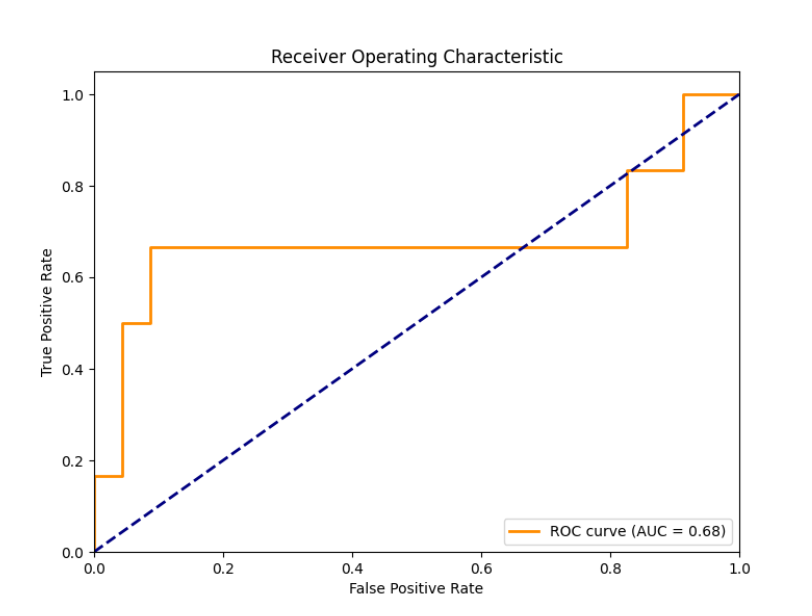 Receiver Operating Characteristic
True Positive Rate
1.0
0.8
0.6
0.4
0.2
0.0
ROC curve (AUC = 0.68)
0.0 0.2 0.4 0.6 0.8 1.0
False Positive Rate